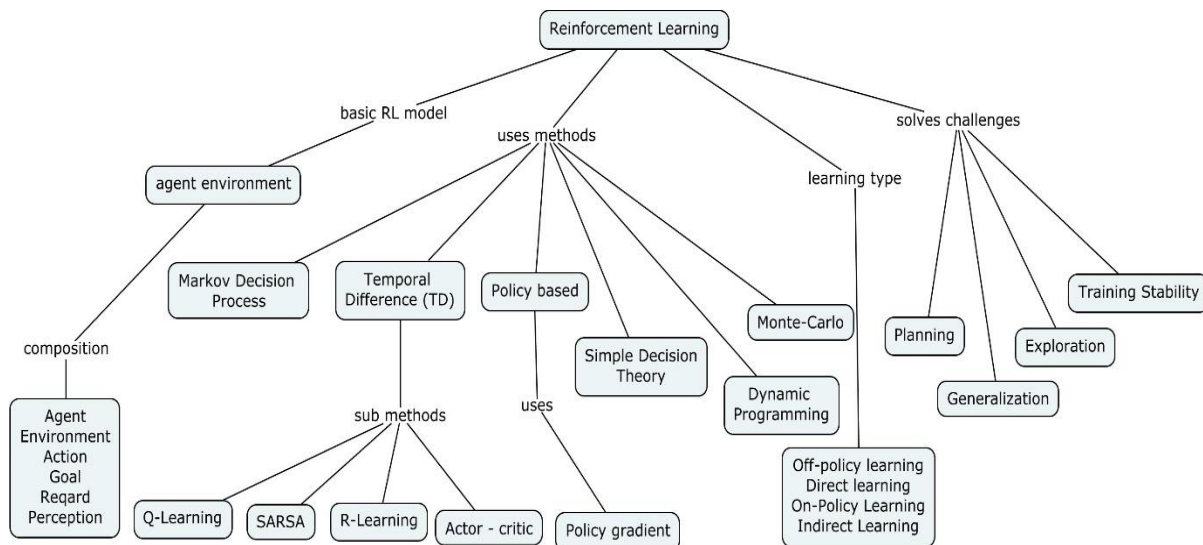 Reinforcement Learning
basic RL model
uses methods
solves challenges
learning type
agent environment
Markov Decision
Process
Temporal
Difference (TD)
Policy based
Simple Decision
Theory
Dynamic
Programming
Monte-Carlo
Planning
Generalization
Exploration
Training Stability
composition
Agent
Environment
Action
Goal
Reqard
Perception
sub methods
uses
Q-Learning
SARSA
R-Learning
Actor - critic
Policy gradient
Off-policy learning
Direct learning
On-Policy Learning
Indirect Learning